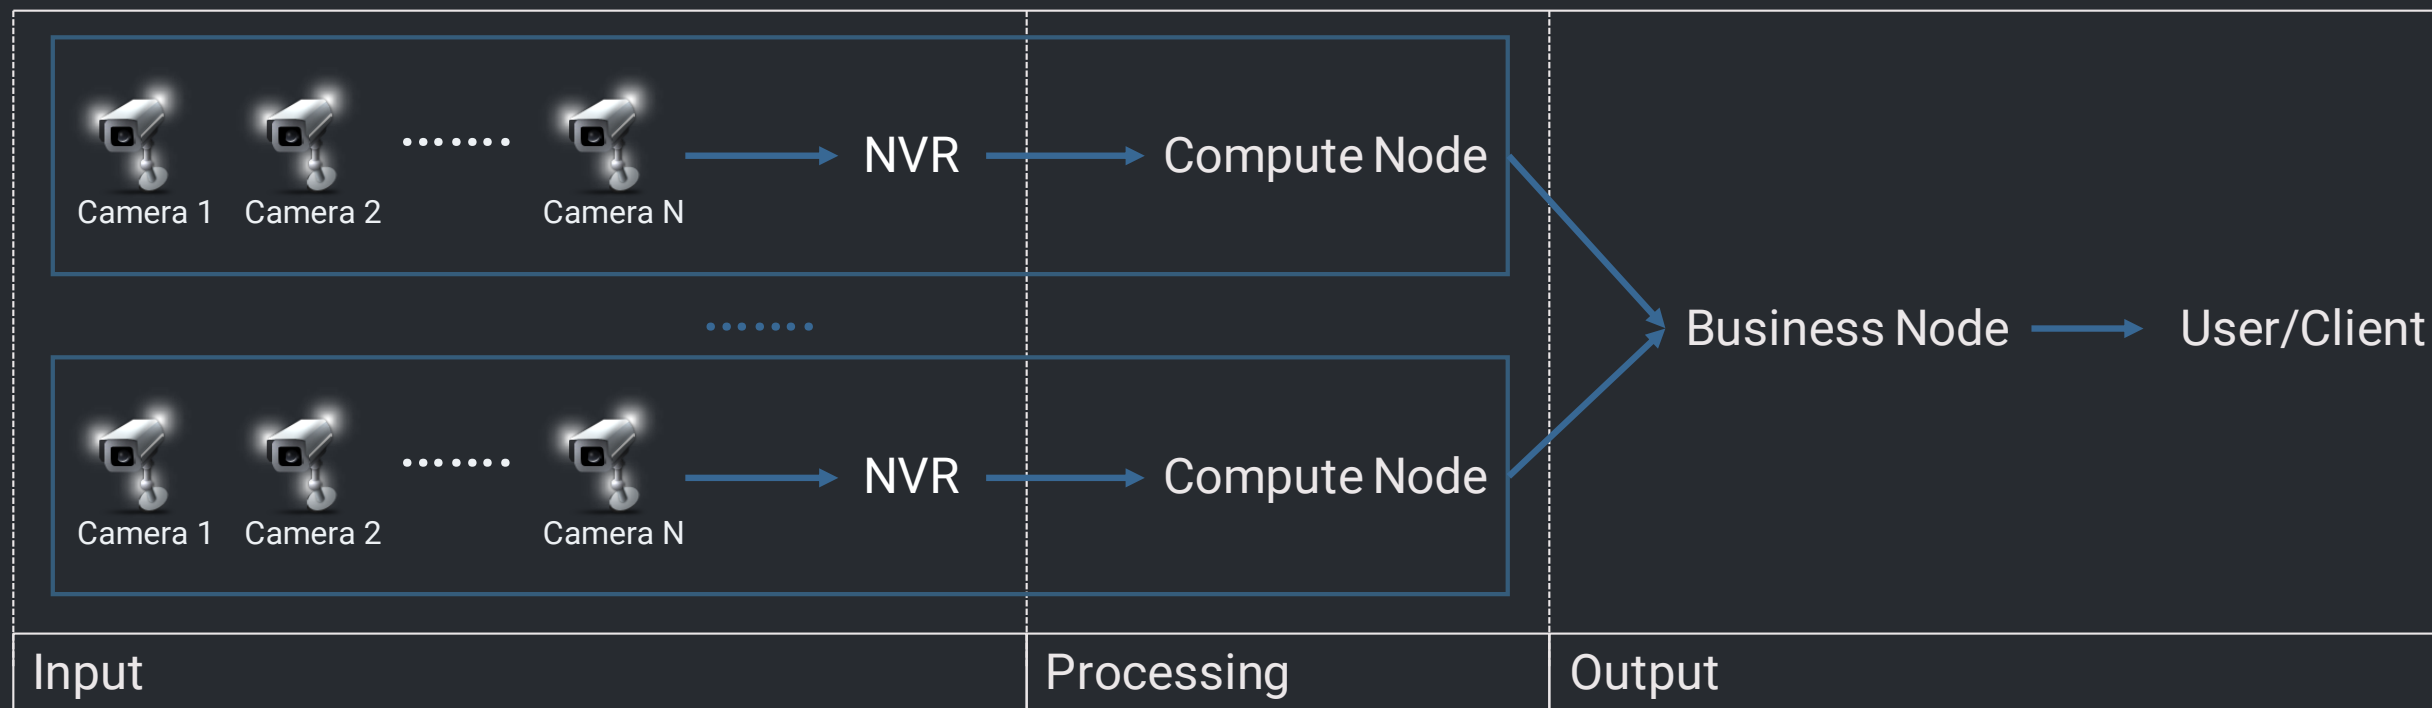 NVR
Compute Node
Camera 1
Camera 2
Camera N
Business Node
User/Client
NVR
Compute Node
Camera 1
Camera 2
Camera N
Input
Processing
Output